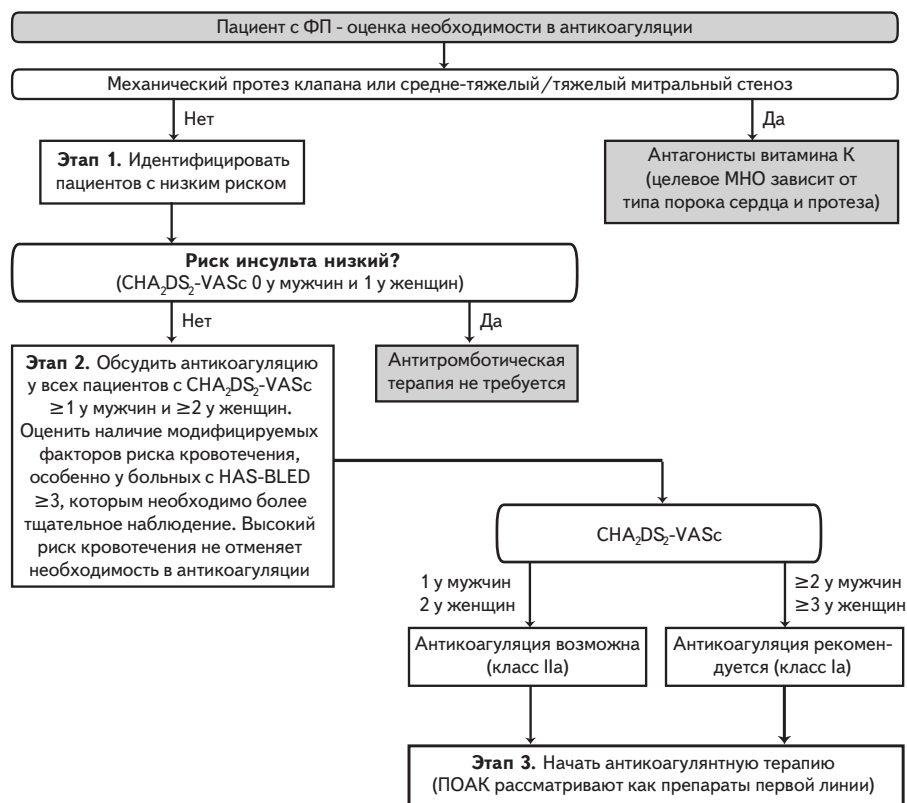 Пациент с ФП - оценка необходимости в антикоагуляции
Механический протез клапана или средне-тяжелый/тяжелый митральный стеноз
Нет
Да
Этап 1. Идентифицировать
пациентов с низким риском
Антагонисты витамина К
(целевое МНО зависит от
типа порока сердца и протеза)
Риск инсульта низкий?
(CHA₂DS₂-VASc 0 у мужчин и 1 у женщин)
Нет
Да
Этап 2. Обсудить антикоагуляцию
у всех пациентов с CHA₂DS₂-VASc
≥1 у мужчин и ≥2 у женщин.
Оценить наличие модифицируемых
факторов риска кровотечения,
особенно у больных с HAS-BLED
≥3, которым необходимо более
тщательное наблюдение. Высокий
риск кровотечения не отменяет
необходимость в антикоагуляции
Антитромботическая
терапия не требуется
CHA₂DS₂-VASc
1 у мужчин
2 у женщин
≥2 у мужчин
≥3 у женщин
Антикоагуляция возможна
(класс IIa)
Антикоагуляция рекомен-
дуется (класс Ia)
Этап 3. Начать антикоагулянтную терапию
(ПОАК рассматривают как препараты первой линии)